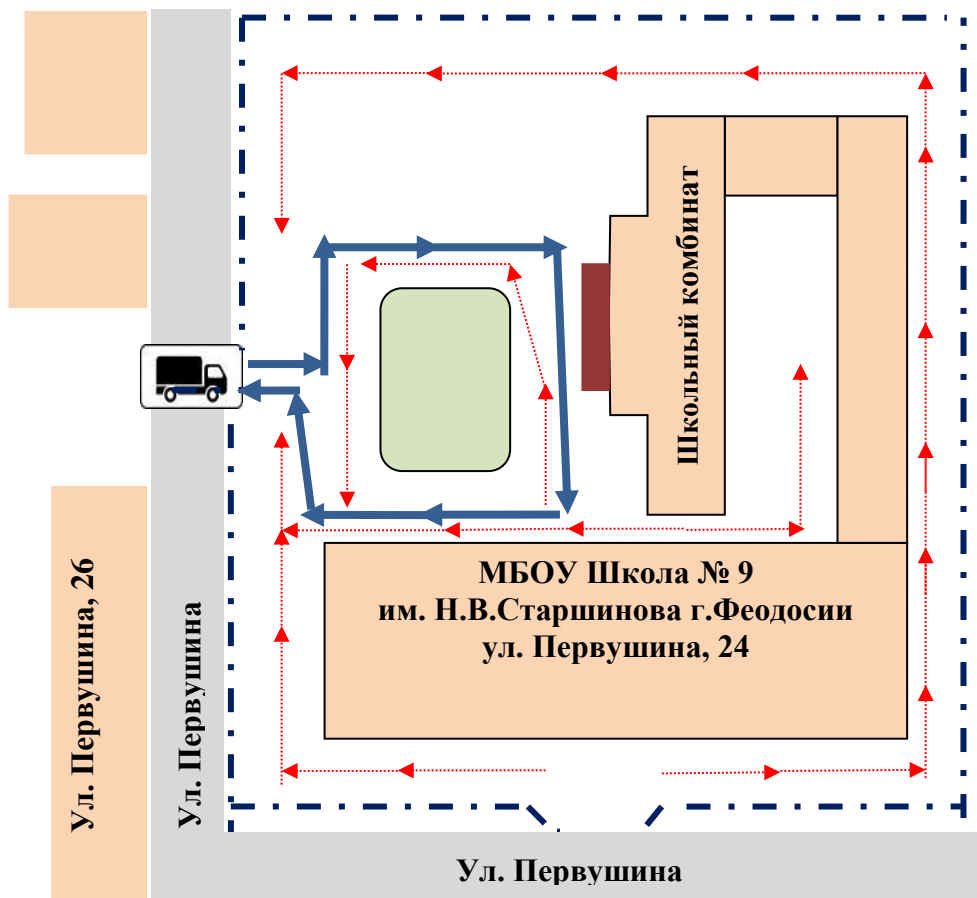 Школьный комбинат
МБОУ Школа № 9
им. Н.В.Старшинова г.Феодосии
ул. Первушина, 24
Ул. Первушина, 26
Ул. Первушина
Ул. Первушина